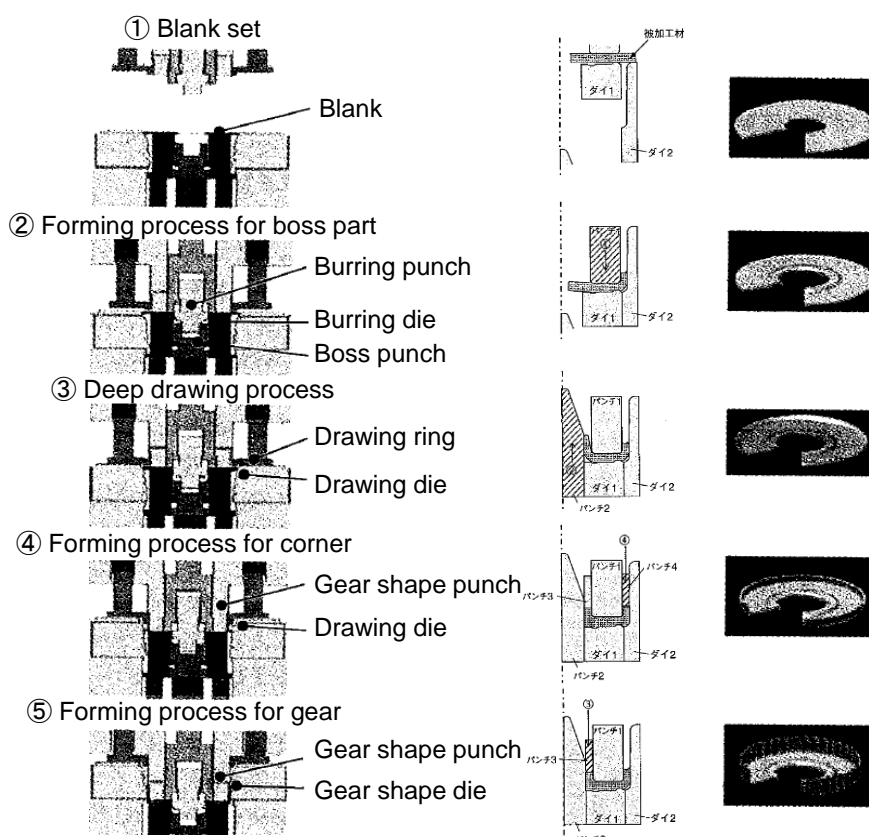 ① Blank set
Blank
② Forming process for boss part
Burring punch
Burring die
Boss punch
③ Deep drawing process
Drawing ring
Drawing die
④ Forming process for corner
Gear shape punch
Drawing die
⑤ Forming process for gear
Gear shape punch
Gear shape die
被加工材
ダイ1
ダイ2
ダイ1
ダイ2
パンチ1
ダイ1
ダイ2
パンチ2
④
パンチ1
パンチ4
パンチ3
ダイ1
ダイ2
パンチ2
③
パンチ1
パンチ3
ダイ1
ダイ2